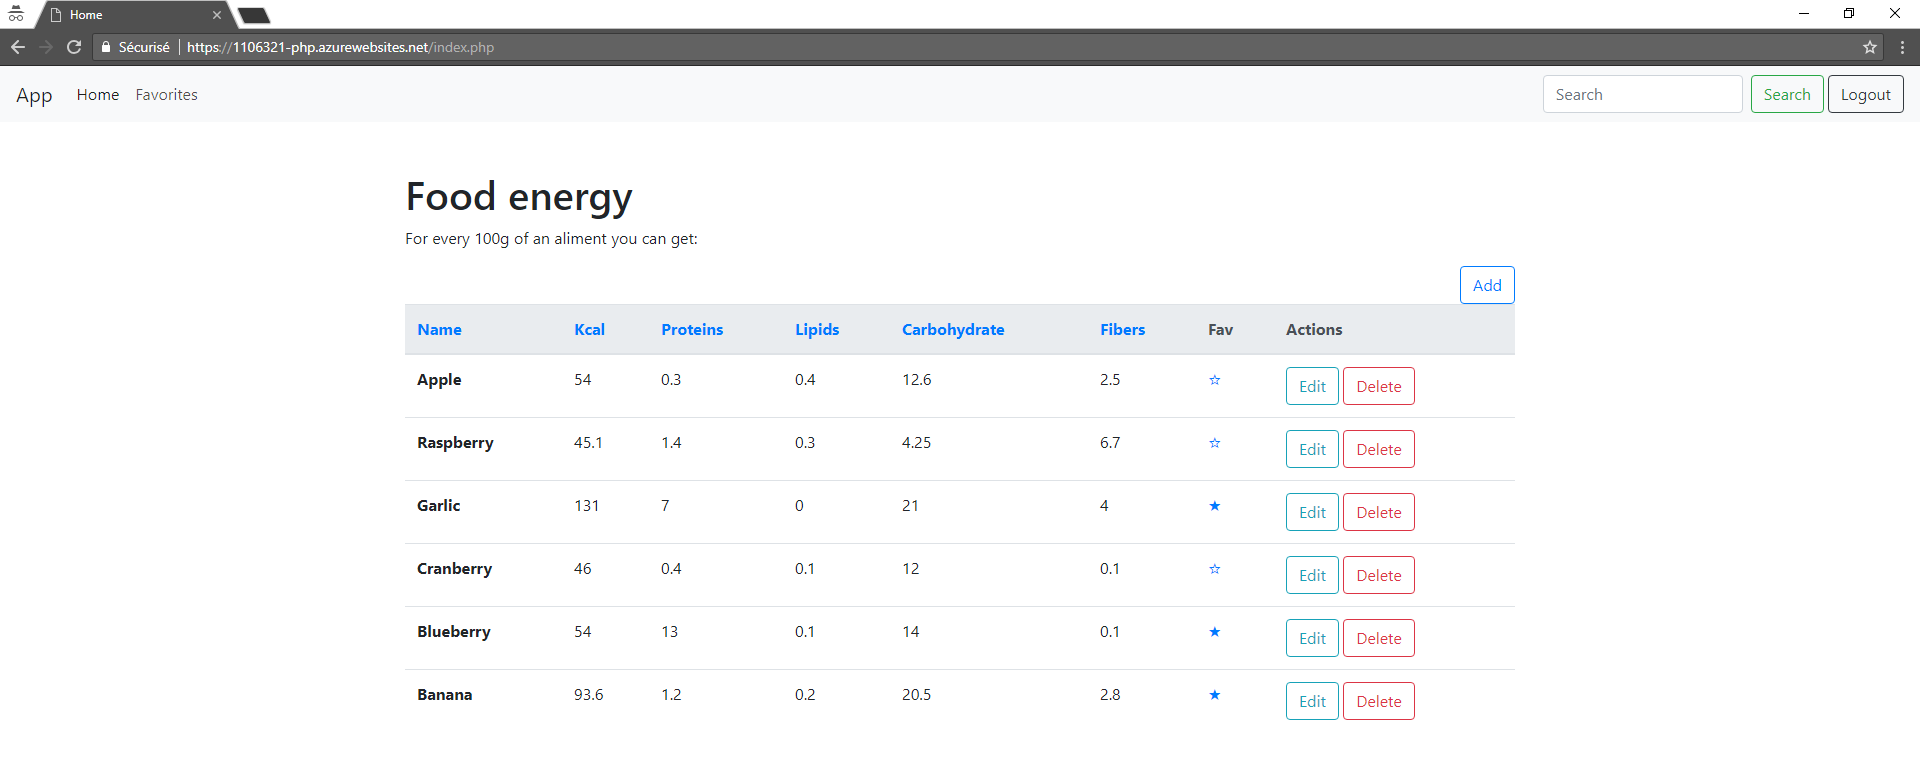 Home
Sécurisé https://1106321-php.azurewebsites.net/index.php
App Home Favorites Search Search Logout
Food energy
For every 100g of an aliment you can get:
Add
Name Kcal Proteins Lipids Carbohydrate Fibers Fav Actions
Apple 54 0.3 0.4 12.6 2.5 ☆ Edit Delete
Raspberry 45.1 1.4 0.3 4.25 6.7 ☆ Edit Delete
Garlic 131 7 0 21 4 ★ Edit Delete
Cranberry 46 0.4 0.1 12 0.1 ☆ Edit Delete
Blueberry 54 13 0.1 14 0.1 ★ Edit Delete
Banana 93.6 1.2 0.2 20.5 2.8 ★ Edit Delete